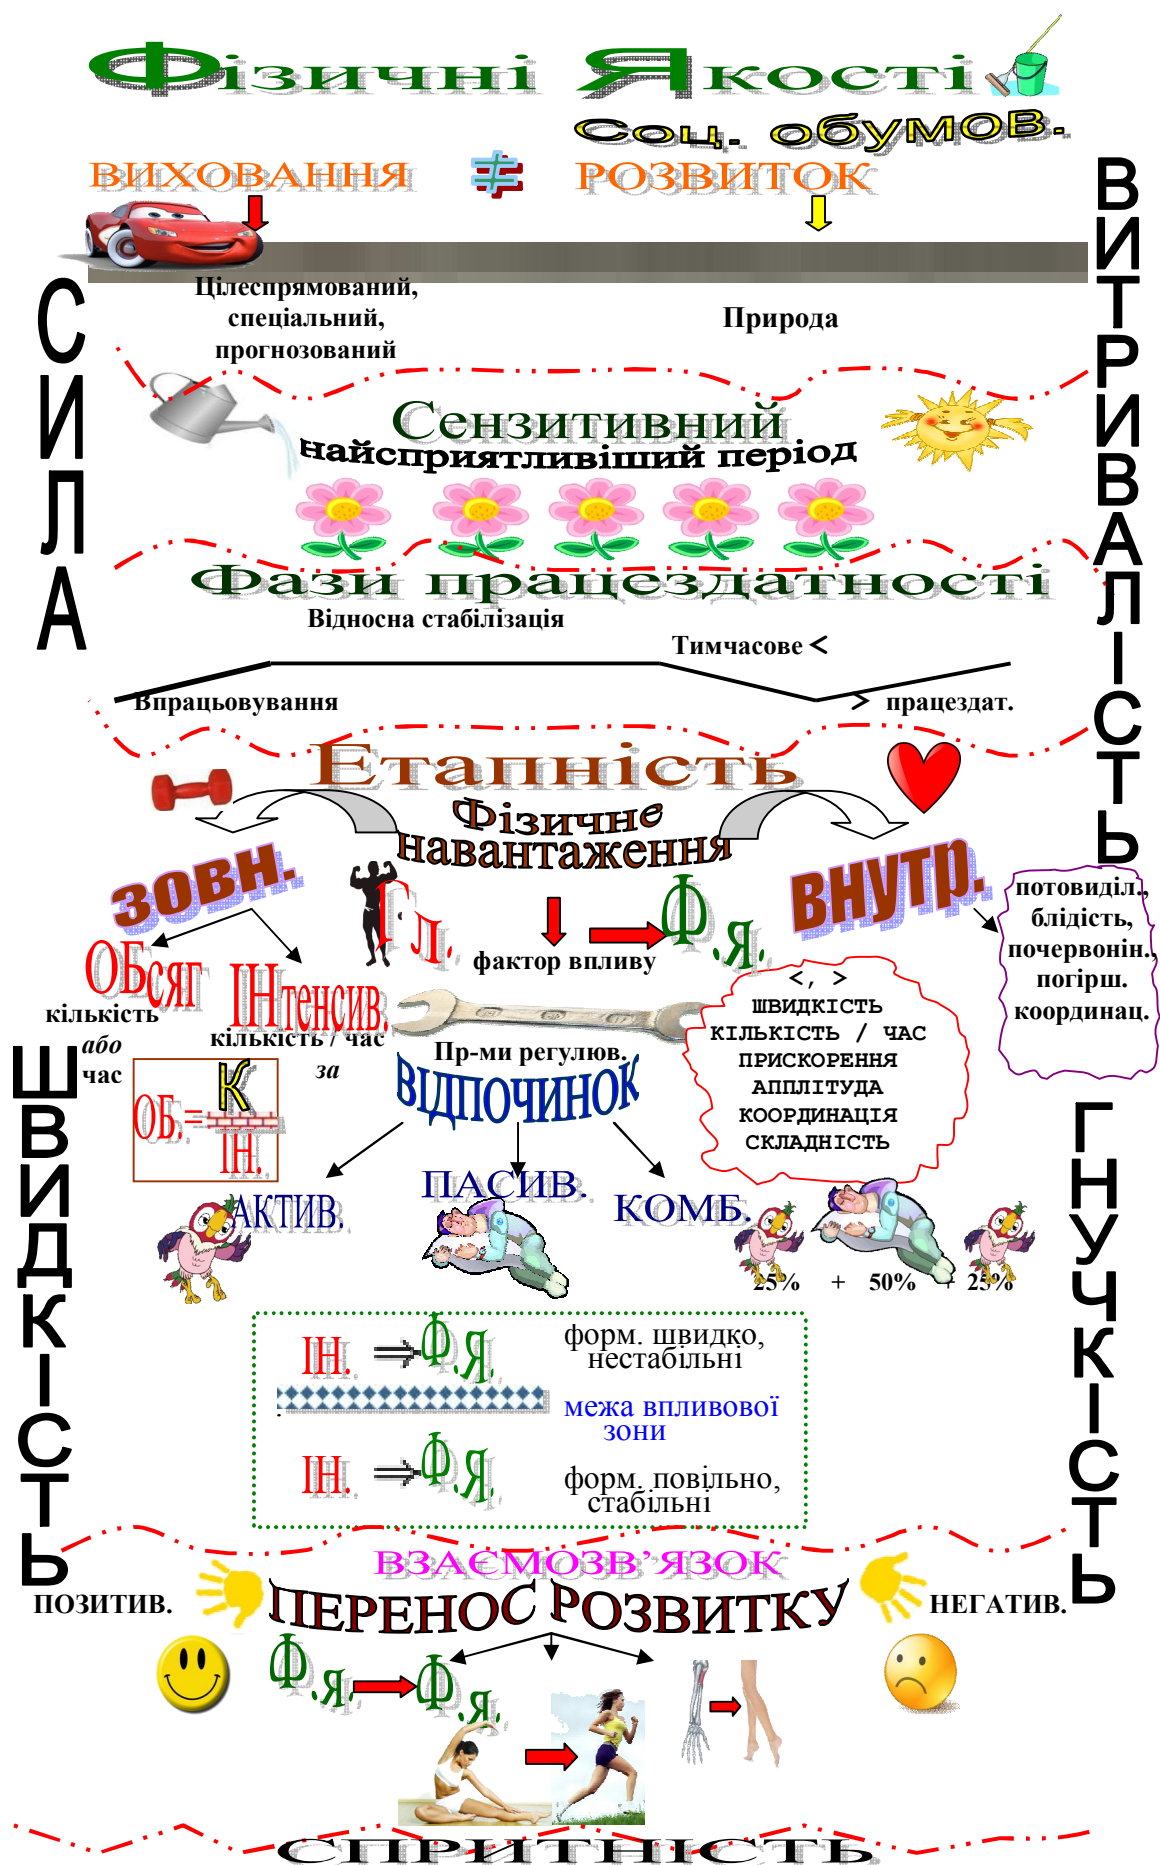 Фізичні Якості
Соц. обумов.
ВИХОВАННЯ ≠ РОЗВИТОК
Цілеспрямований,
спеціальний,
прогнозований
Природа
СИЛА
ВИТРИВАЛІСТЬ
Сензитивний
найсприятливіший період
Фази працездатності
Відносна стабілізація
Тимчасове <
Впрацьовування
> працездат.
Етапність
Фізичне
навантаження
зовн.
внутр.
Гл.
Ф.я.
фактор впливу
потовиділ.,
блідість,
почервонін.,
погірш.
координац.
ОБсяг
кількість
або
час
ІНтенсив.
кількість / час
за
ОБ.=
К
ІН.
Пр-ми регулюв.
<, >
ШВИДКІСТЬ
КІЛЬКІСТЬ / ЧАС
ПРИСКОРЕННЯ
АППЛІТУДА
КООРДИНАЦІЯ
СКЛАДНІСТЬ
ВІДПОЧИНОК
АКТИВ.
ПАСИВ.
КОМБ.
25% + 50% + 25%
ШВИДКІСТЬ
ГНУЧКІСТЬ
ІН. ⇒ Ф.Я.
форм. швидко,
нестабільні
межа впливової
зони
ІН. ⇒ Ф.Я.
форм. повільно,
стабільні
ВЗАЄМОЗВ’ЯЗОК
ПЕРЕНОС РОЗВИТКУ
ПОЗИТИВ.
НЕГАТИВ.
Ф.я.
Ф.я.
СПРИТНІСТЬ